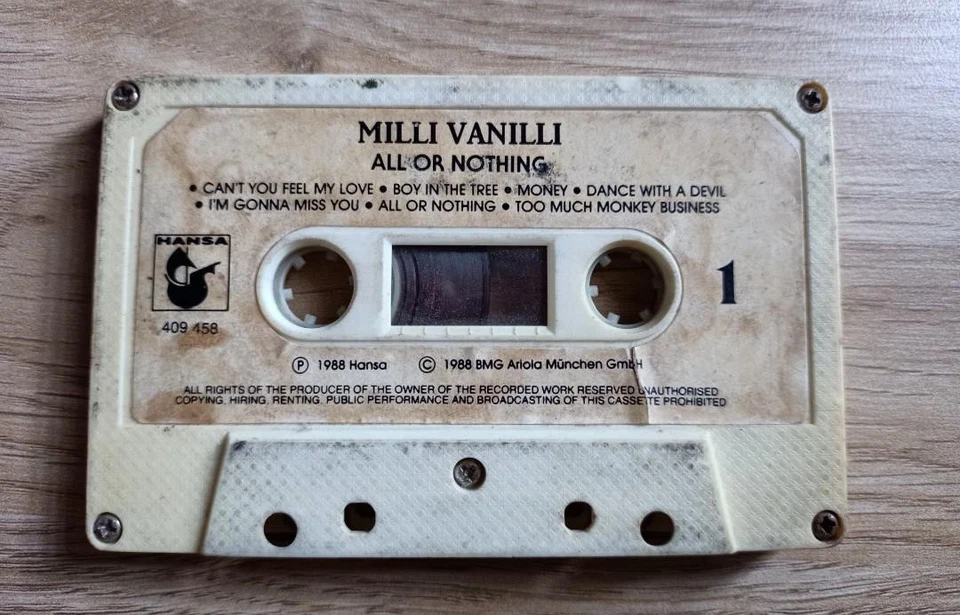 MILLI VANILLI
ALL OR NOTHING
• CAN'T YOU FEEL MY LOVE • BOY IN THE TREE • MONEY • DANCE WITH A DEVIL
• I'M GONNA MISS YOU • ALL OR NOTHING • TOO MUCH MONKEY BUSINESS
HANSA
1
409 458
Ⓟ 1988 Hansa © 1988 BMG Ariola München GmbH
ALL RIGHTS OF THE PRODUCER OF THE OWNER OF THE RECORDED WORK RESERVED UNAUTHORISED
COPYING, HIRING, RENTING, PUBLIC PERFORMANCE AND BROADCASTING OF THIS CASSETTE PROHIBITED